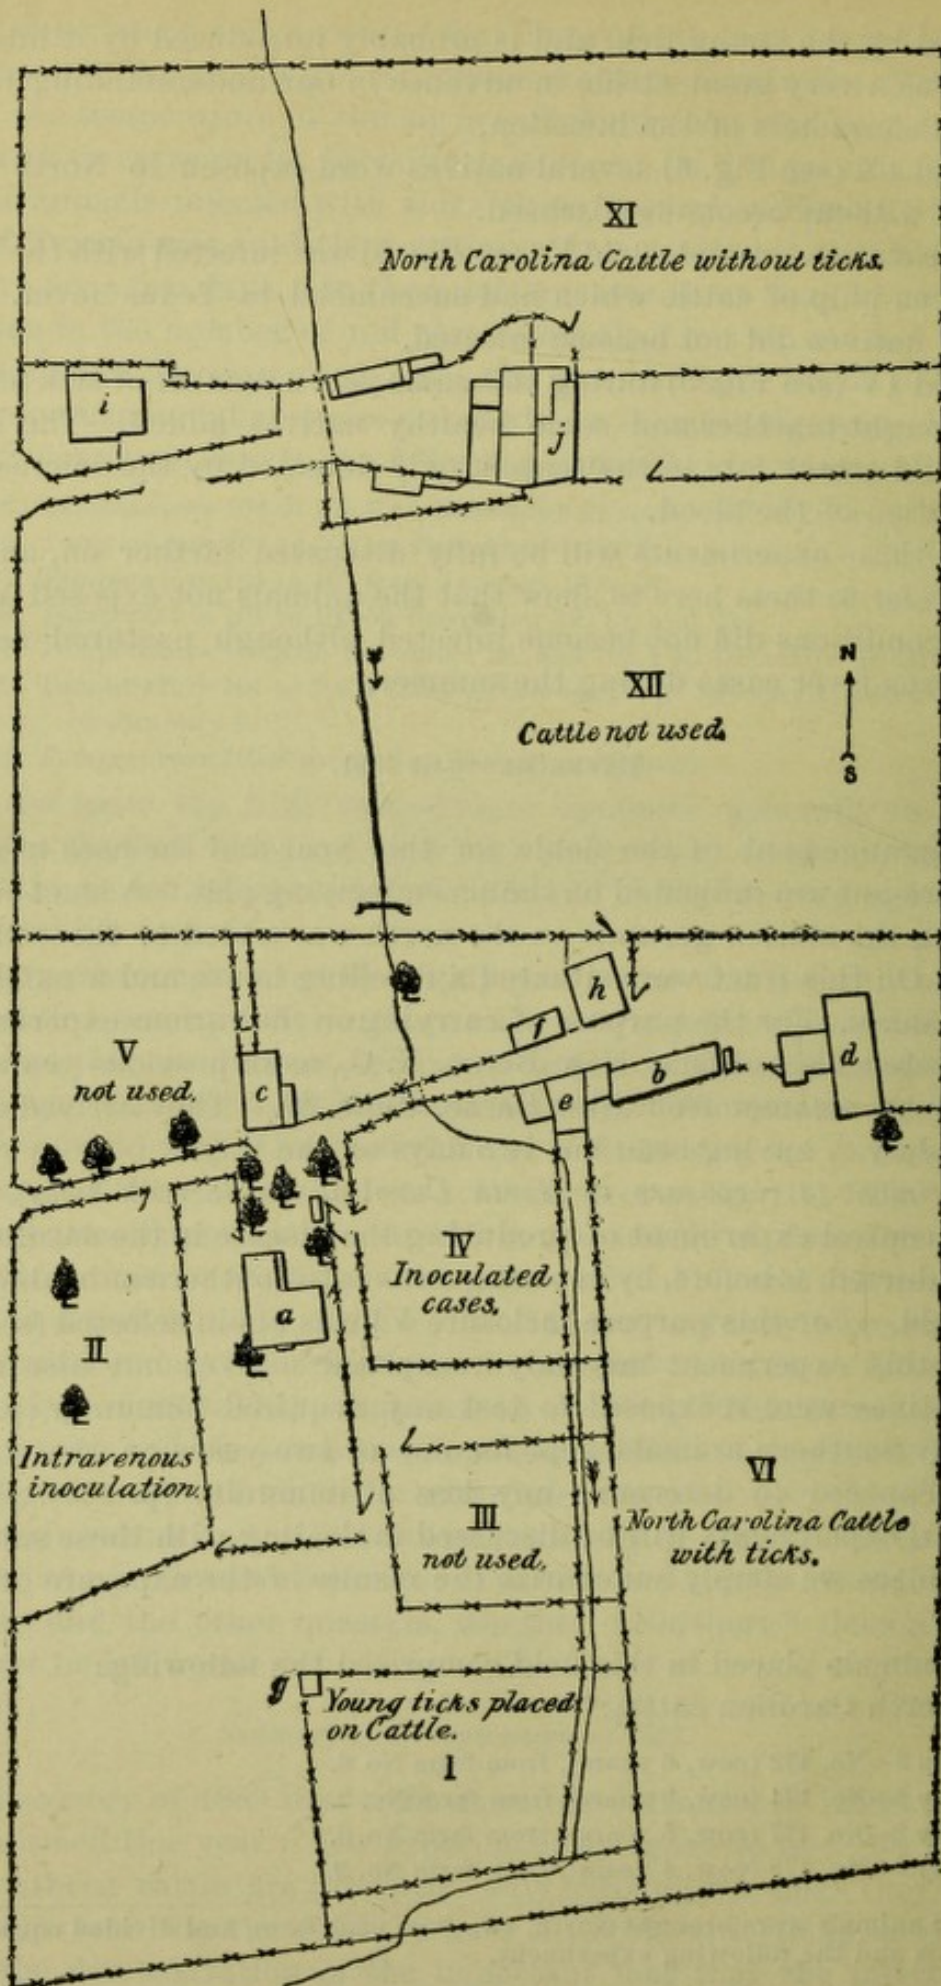 XI
North Carolina Cattle without ticks.
i
j
XII
Cattle not used.
N
S
h
f
V
not used.
c
e
b
d
IV
Inoculated
cases.
a
II
Intravenous
inoculation.
III
not used.
VI
North Carolina Cattle
with ticks.
g
Young ticks placed
on Cattle.
I